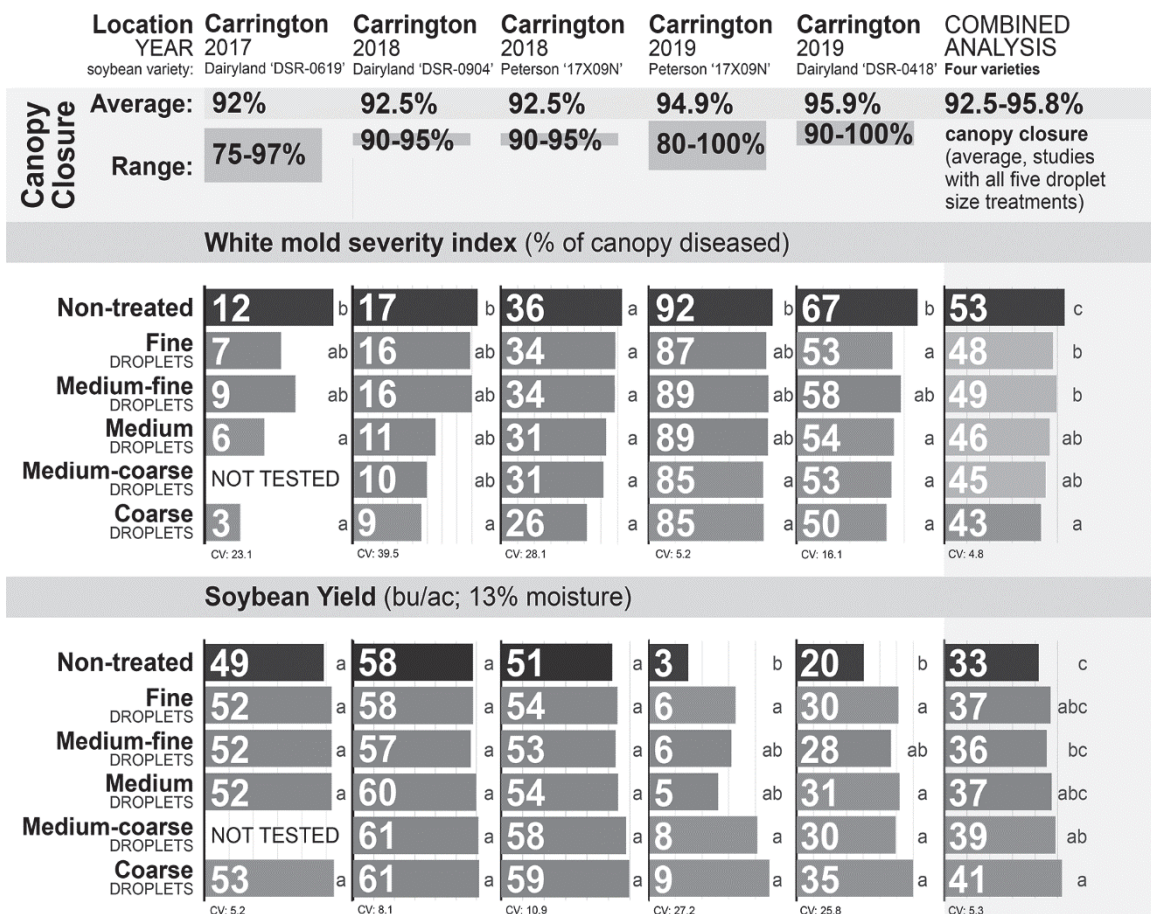 Location Carrington Carrington Carrington Carrington Carrington COMBINED
YEAR 2017 2018 2018 2019 2019 ANALYSIS
soybean variety: Dairyland ‘DSR-0619’ Dairyland ‘DSR-0904’ Peterson ‘17X09N’ Peterson ‘17X09N’ Dairyland ‘DSR-0418’ Four varieties
Canopy Closure
Average: 92% 92.5% 92.5% 94.9% 95.9% 92.5-95.8%
Range: 75-97% 90-95% 90-95% 80-100% 90-100% canopy closure
(average, studies
with all five droplet
size treatments)
White mold severity index (% of canopy diseased)
Non-treated 12 b 17 b 36 a 92 b 67 b 53 c
Fine DROPLETS 7 ab 16 ab 34 a 87 ab 53 a 48 b
Medium-fine DROPLETS 9 ab 16 ab 34 a 89 ab 58 ab 49 b
Medium DROPLETS 6 a 11 ab 31 a 89 ab 54 a 46 ab
Medium-coarse DROPLETS NOT TESTED 10 ab 31 a 85 a 53 a 45 ab
Coarse DROPLETS 3 a 9 a 26 a 85 a 50 a 43 a
CV: 23.1 CV: 39.5 CV: 28.1 CV: 5.2 CV: 16.1 CV: 4.8
Soybean Yield (bu/ac; 13% moisture)
Non-treated 49 a 58 a 51 a 3 b 20 b 33 c
Fine DROPLETS 52 a 58 a 54 a 6 a 30 a 37 abc
Medium-fine DROPLETS 52 a 57 a 53 a 6 ab 28 ab 36 bc
Medium DROPLETS 52 a 60 a 54 a 5 ab 31 a 37 abc
Medium-coarse DROPLETS NOT TESTED 61 a 58 a 8 a 30 a 39 ab
Coarse DROPLETS 53 a 61 a 59 a 9 a 35 a 41 a
CV: 5.2 CV: 8.1 CV: 10.9 CV: 27.2 CV: 25.8 CV: 5.3